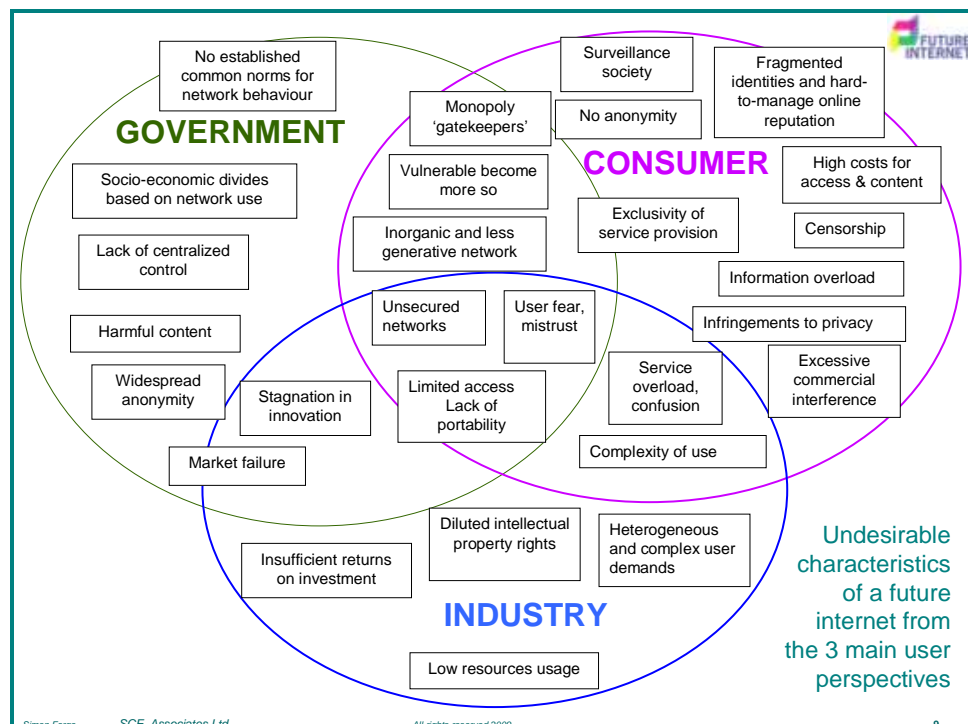 FUTURE
INTERNET
No established
common norms for
network behaviour
Surveillance
society
Fragmented
identities and hard-
to-manage online
reputation
Monopoly
‘gatekeepers’
No anonymity
GOVERNMENT
CONSUMER
Vulnerable become
more so
High costs for
access & content
Socio-economic divides
based on network use
Exclusivity of
service provision
Censorship
Inorganic and less
generative network
Lack of centralized
control
Information overload
Unsecured
networks
User fear,
mistrust
Harmful content
Infringements to privacy
Widespread
anonymity
Stagnation in
innovation
Limited access
Lack of
portability
Service
overload,
confusion
Excessive
commercial
interference
Market failure
Complexity of use
Insufficient returns
on investment
Diluted intellectual
property rights
Heterogeneous
and complex user
demands
INDUSTRY
Low resources usage
Undesirable
characteristics
of a future
internet from
the 3 main user
perspectives
SCF Associates Ltd
All rights reserved